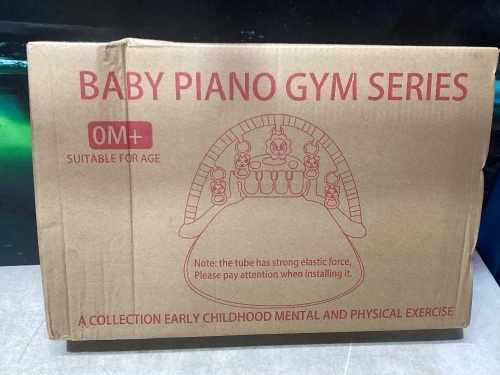 BABY PIANO GYM SERIES
0M+
SUITABLE FOR AGE
Note: the tube has strong elastic force,
Please pay attention when installing it.
A COLLECTION EARLY CHILDHOOD MENTAL AND PHYSICAL EXERCISE